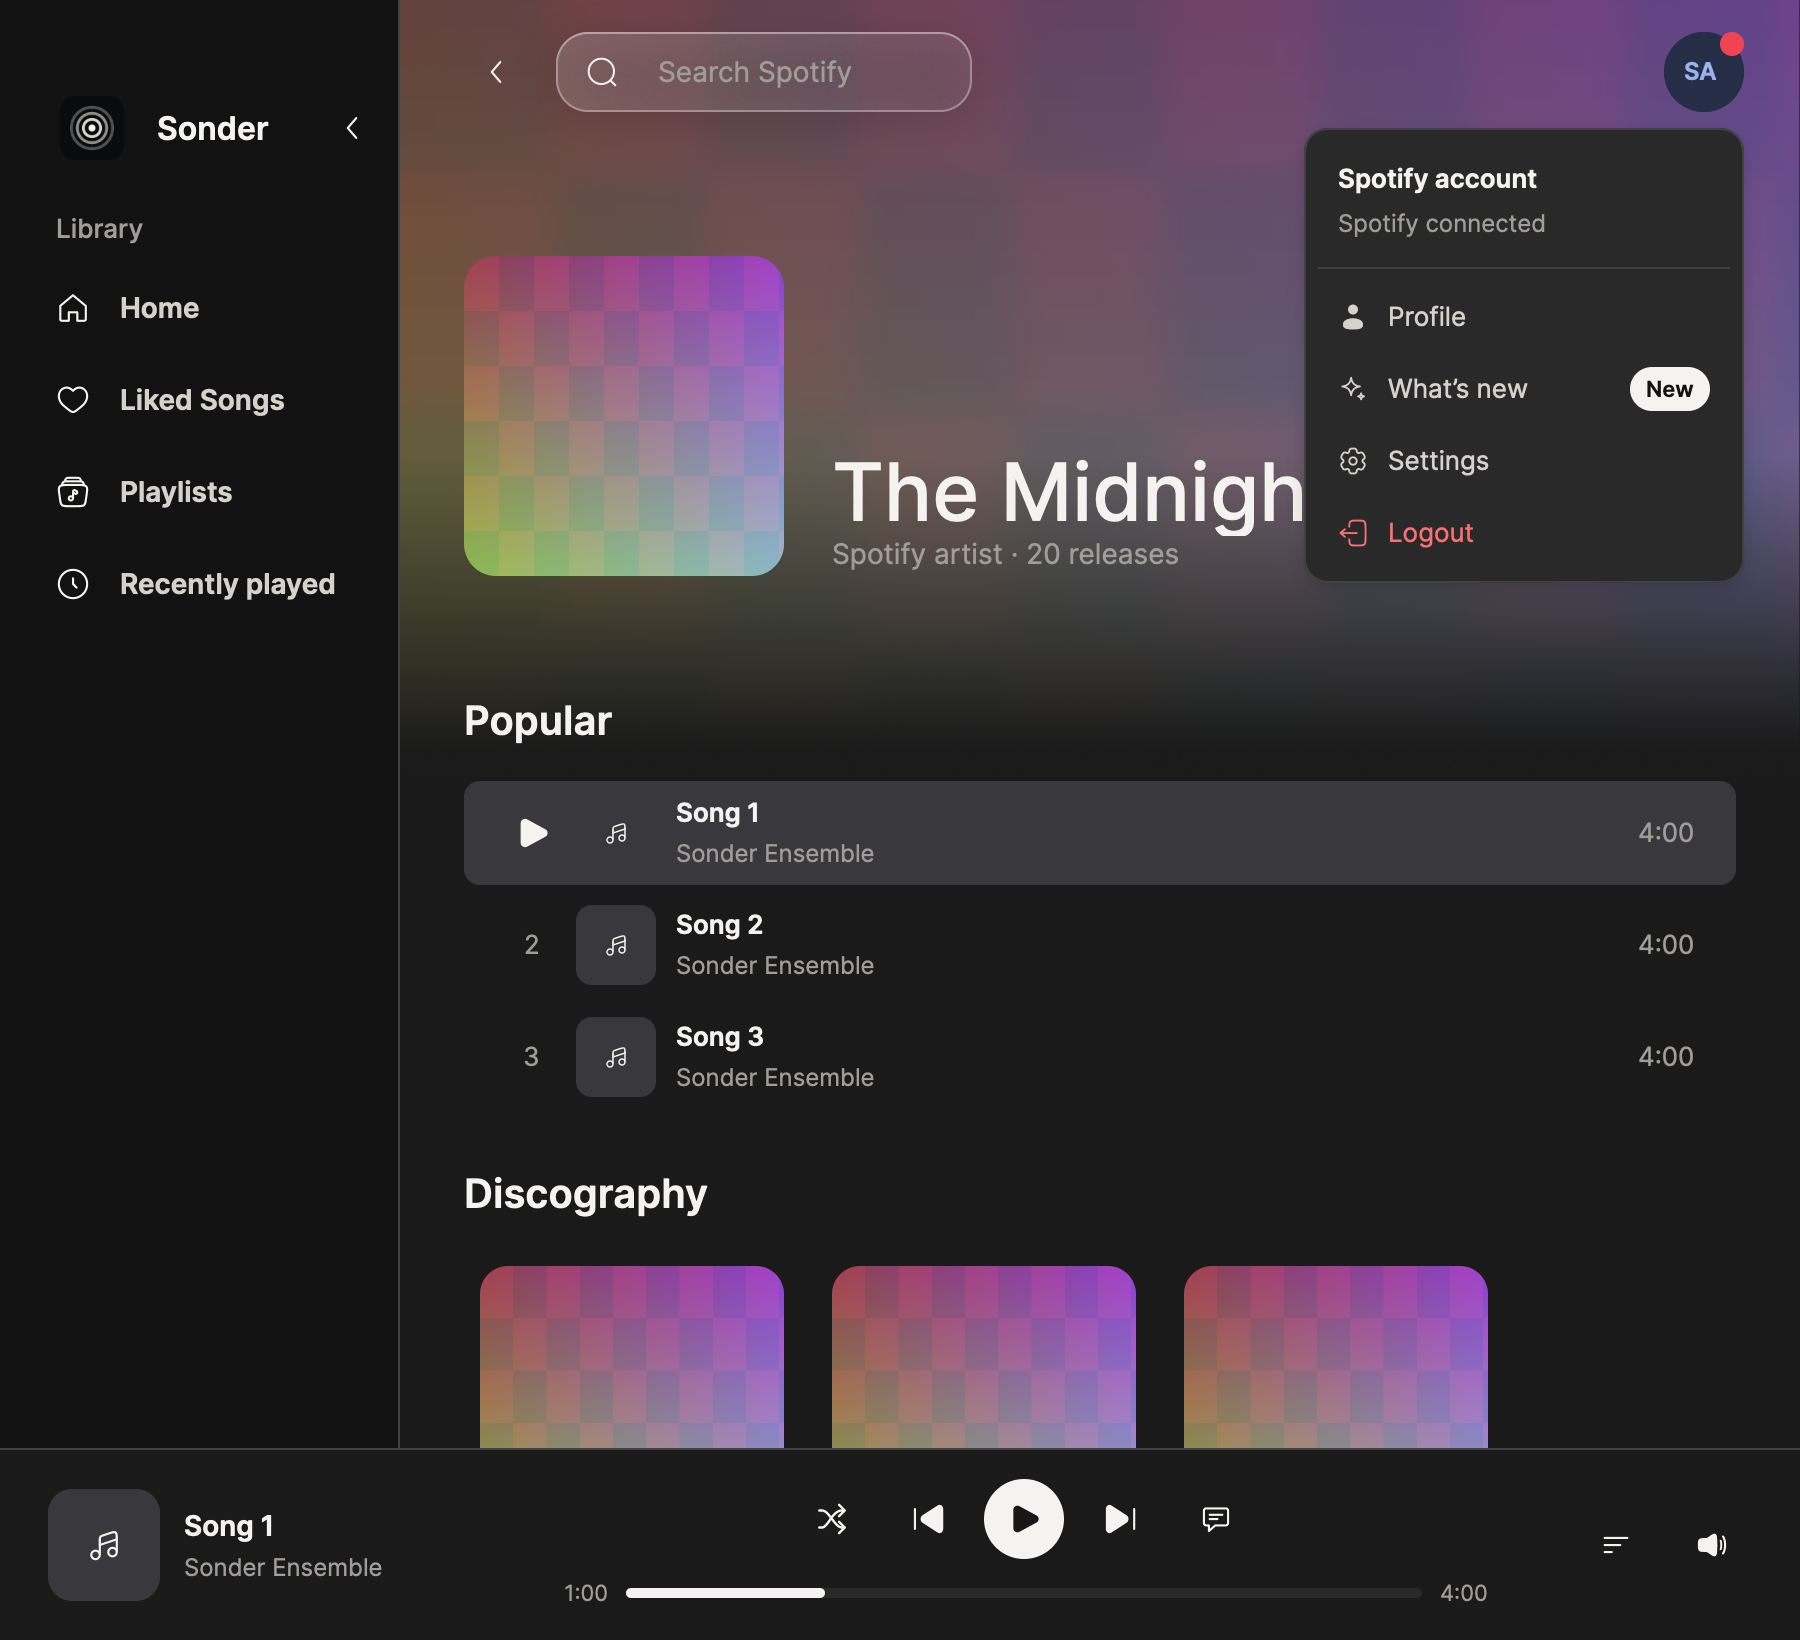 Sonder
Library
Home
Liked Songs
Playlists
Recently played
Search Spotify
SA
Spotify account
Spotify connected
Profile
What's new
New
Settings
Logout
The Midnigh
Spotify artist · 20 releases
Popular
Song 1
Sonder Ensemble
4:00
2
Song 2
Sonder Ensemble
4:00
3
Song 3
Sonder Ensemble
4:00
Discography
Song 1
Sonder Ensemble
1:00
4:00